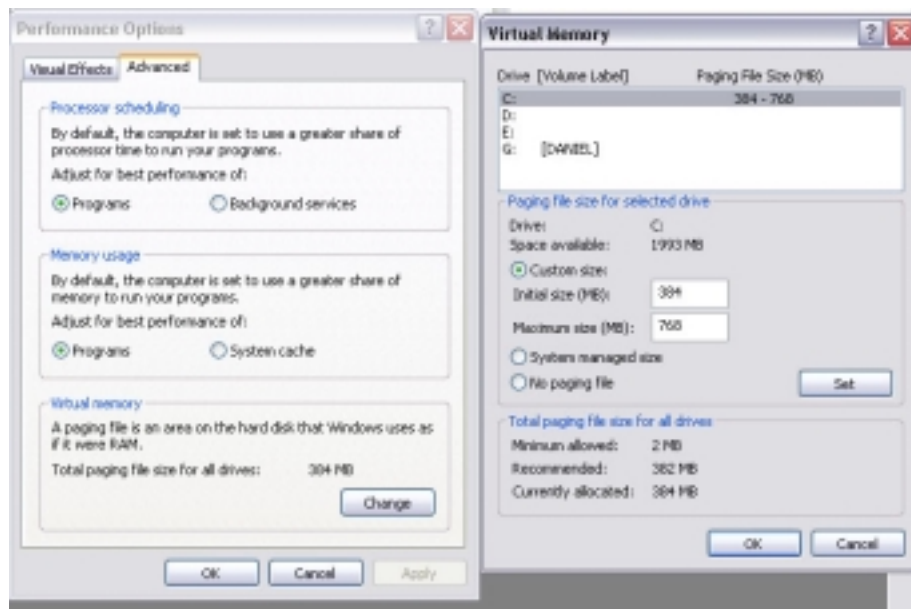 Performance Options
Visual Effects
Advanced
Processor scheduling
By default, the computer is set to use a greater share of
processor time to run your programs.
Adjust for best performance of:
Programs
Background services
Memory usage
By default, the computer is set to use a greater share of
memory to run your programs.
Adjust for best performance of:
Programs
System cache
Virtual memory
A paging file is an area on the hard disk that Windows uses as
if it were RAM.
Total paging file size for all drives: 384 MB
Change
OK Cancel Apply
Virtual Memory
Drive [Volume Label] Paging File Size (MB)
C: 384 - 768
D:
E:
G: [DANIEL]
Paging file size for selected drive
Drive: C:
Space available: 1993 MB
Custom size:
Initial size (MB): 384
Maximum size (MB): 768
System managed size
No paging file
Set
Total paging file size for all drives
Minimum allowed: 2 MB
Recommended: 382 MB
Currently allocated: 384 MB
OK Cancel